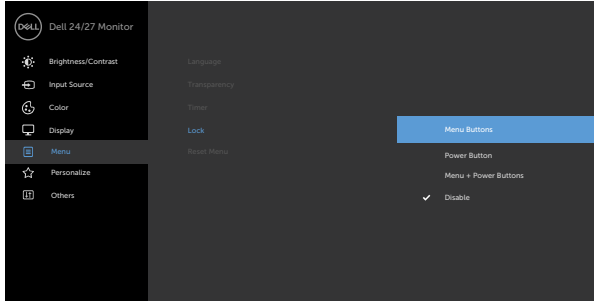 DELL Dell 24/27 Monitor
Brightness/Contrast
Input Source
Color
Display
Menu
Personalize
Others
Language
Transparency
Timer
Lock
Reset Menu
Menu Buttons
Power Button
Menu + Power Buttons
Disable